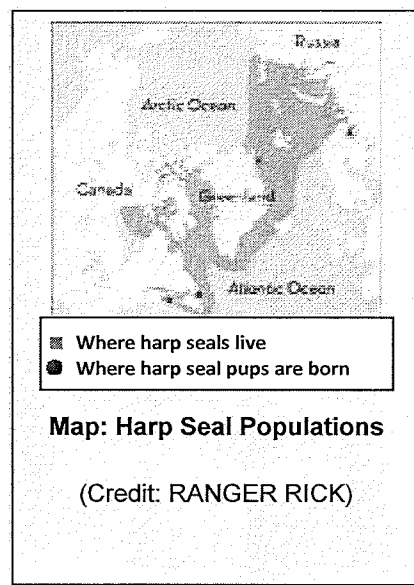 Russia
Arctic Ocean
Canada
Greenland
Atlantic Ocean
Where harp seals live
Where harp seal pups are born
Map: Harp Seal Populations
(Credit: RANGER RICK)